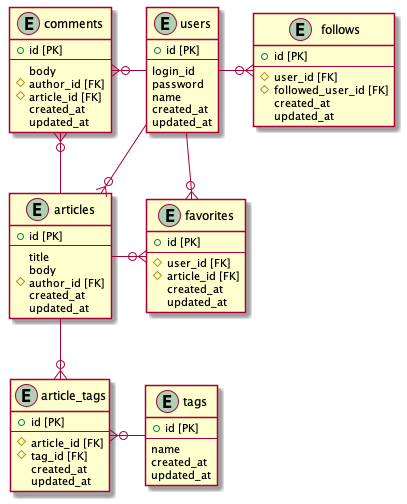 E comments
id [PK]
body
author_id [FK]
article_id [FK]
created_at
updated_at
E users
id [PK]
login_id
password
name
created_at
updated_at
E follows
id [PK]
user_id [FK]
followed_user_id [FK]
created_at
updated_at
E articles
id [PK]
title
body
author_id [FK]
created_at
updated_at
E favorites
id [PK]
user_id [FK]
article_id [FK]
created_at
updated_at
E article_tags
id [PK]
article_id [FK]
tag_id [FK]
created_at
updated_at
E tags
id [PK]
name
created_at
updated_at